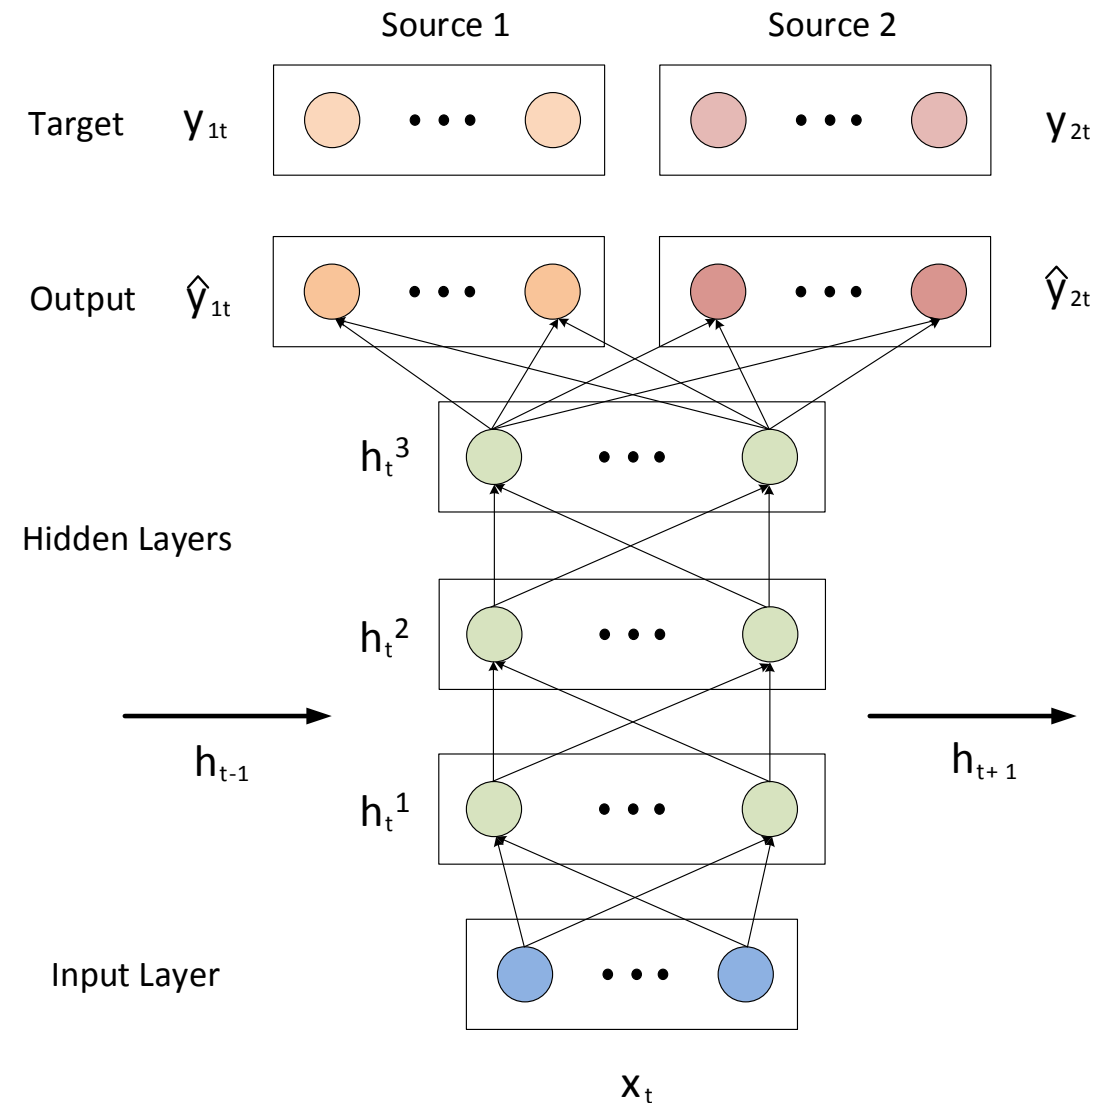 Source 1 Source 2
Target y1t y2t
Output ŷ1t ŷ2t
ht3
Hidden Layers
ht2
ht-1 ht+1
ht1
Input Layer
xt